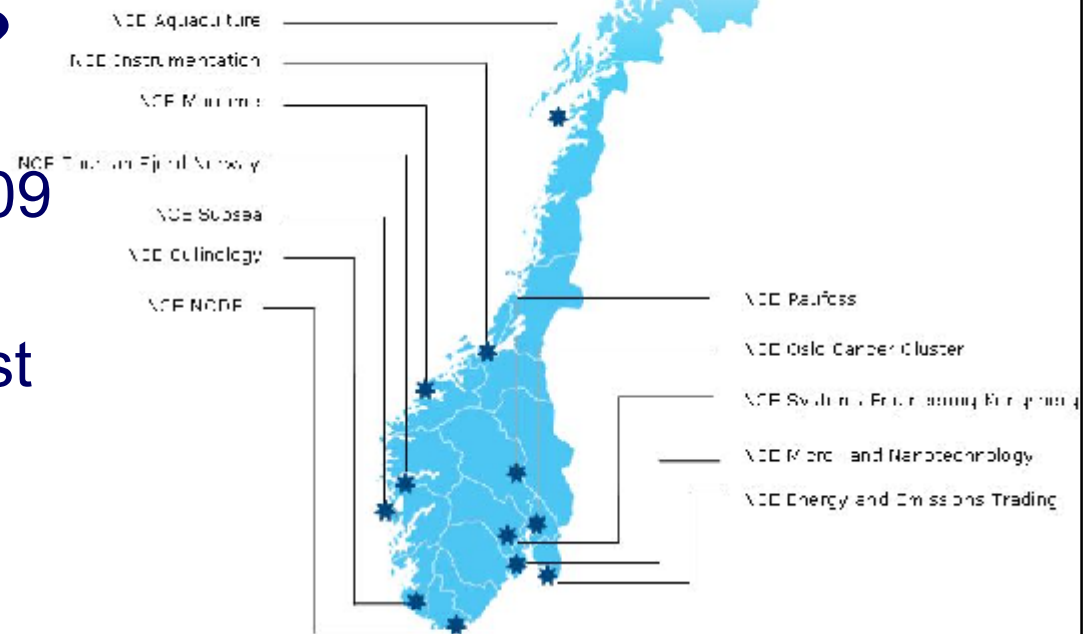 NCE Aquaculture
NCE Instrumentation
NCE Maritime
NCE Tourism Fjord Norway
09
NCE Subsea
NCE Culinology
NCE NODE
st
NCE Raufoss
NCE Oslo Cancer Cluster
NCE Systems Engineering Kongsberg
NCE Micro- and Nanotechnology
NCE Energy and Emissions Trading